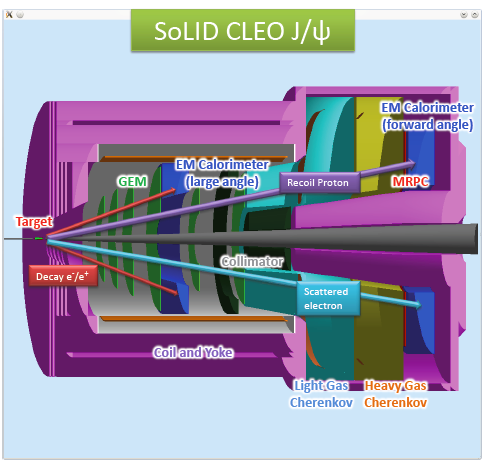 SoLID CLEO J/ψ
EM Calorimeter
(forward angle)
EM Calorimeter
(large angle)
GEM
Recoil Proton
MRPC
Target
Collimator
Decay e⁻/e⁺
Scattered
electron
Coil and Yoke
Light Gas
Cherenkov
Heavy Gas
Cherenkov